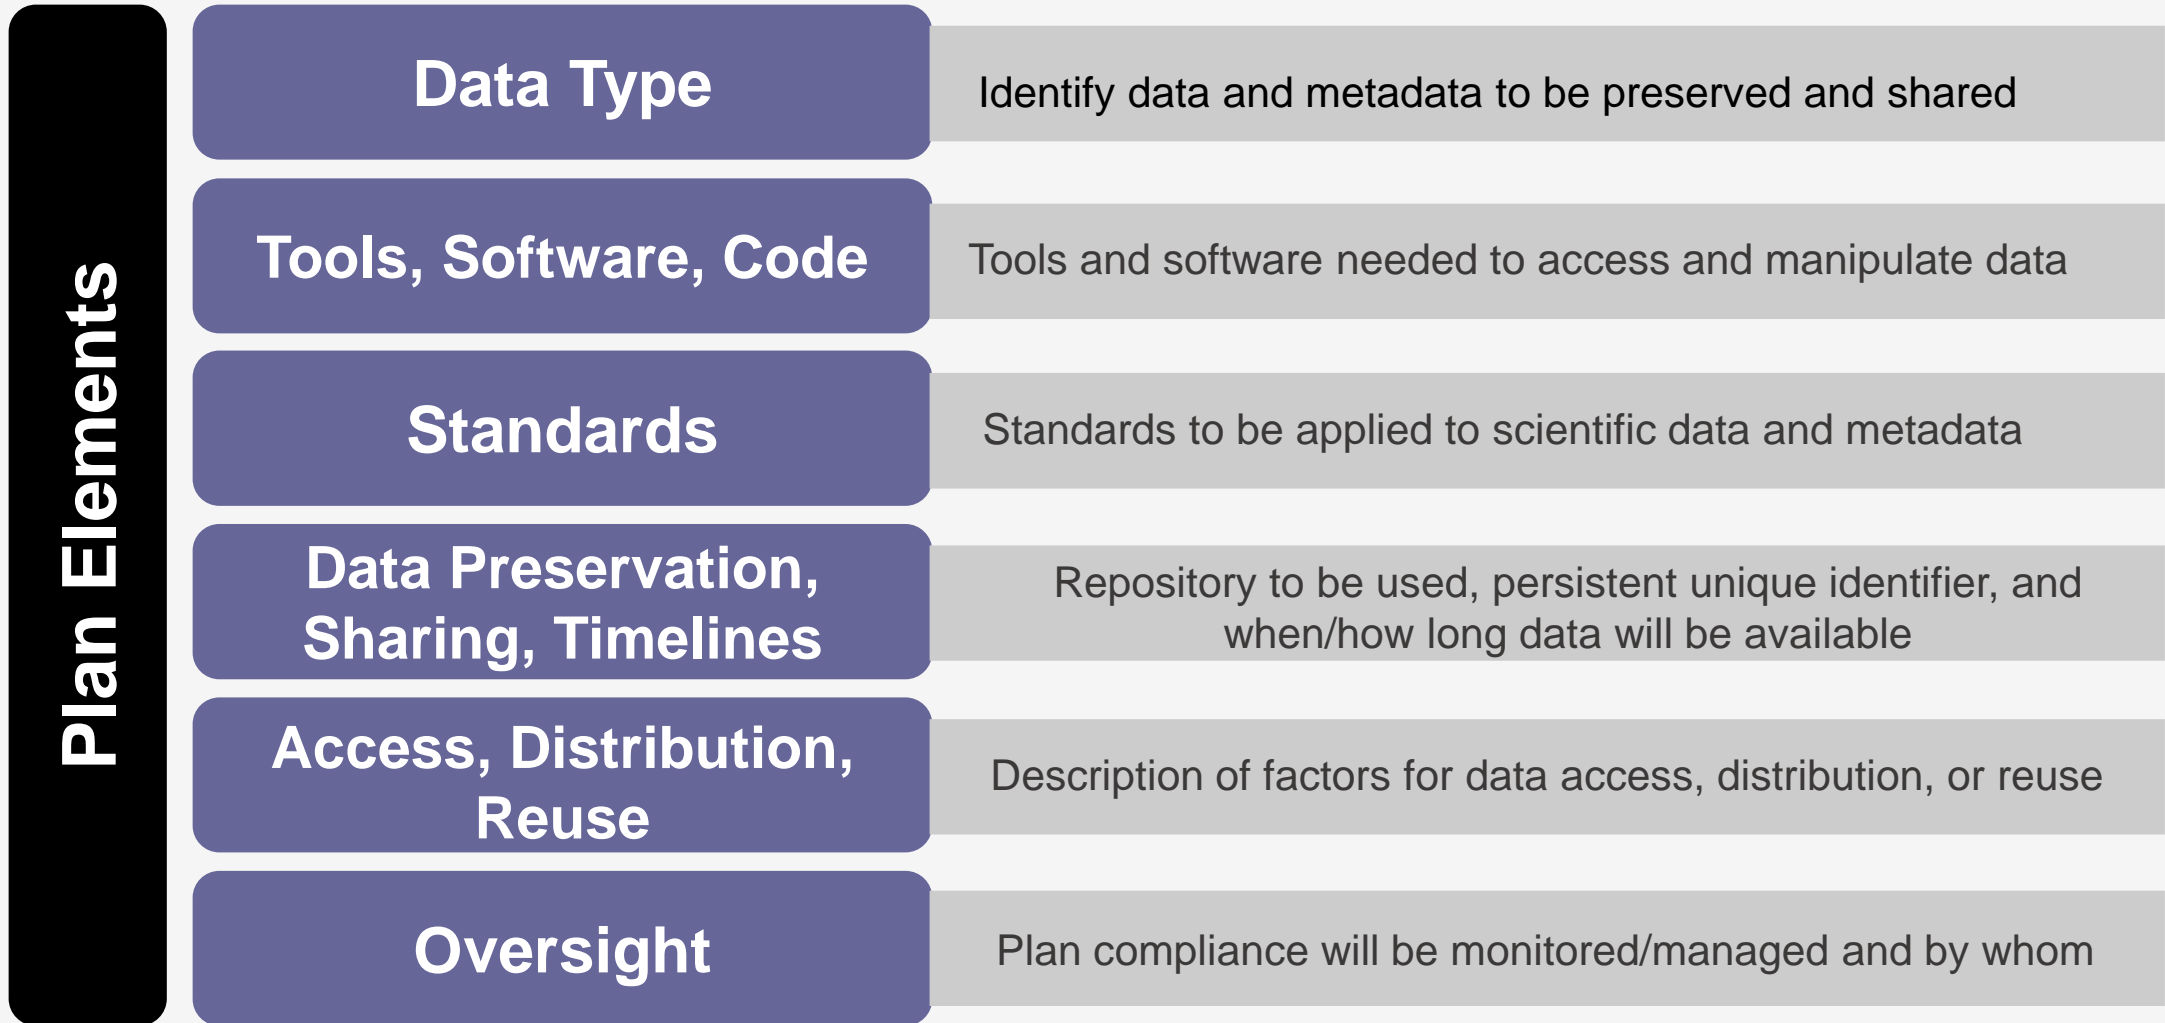 Plan Elements
Data Type
Identify data and metadata to be preserved and shared
Tools, Software, Code
Tools and software needed to access and manipulate data
Standards
Standards to be applied to scientific data and metadata
Data Preservation,
Sharing, Timelines
Repository to be used, persistent unique identifier, and
when/how long data will be available
Access, Distribution,
Reuse
Description of factors for data access, distribution, or reuse
Oversight
Plan compliance will be monitored/managed and by whom